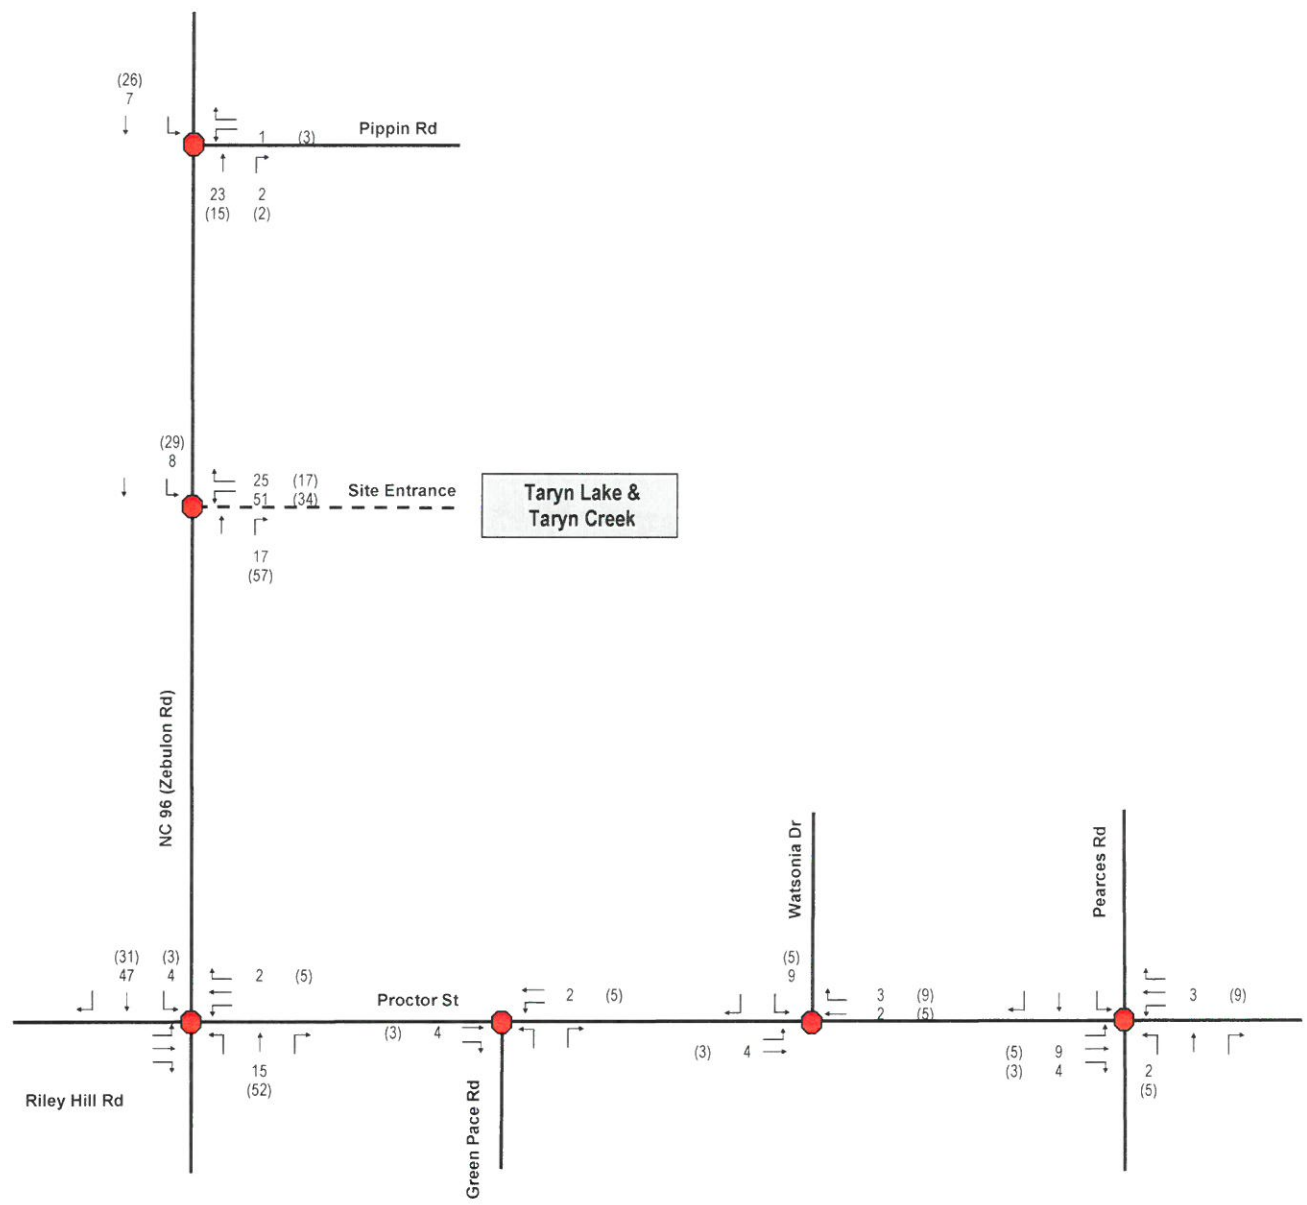 (26)
7
1 (3)
Pippin Rd
23 2
(15) (2)
(29)
8
25 (17)
51 (34)
Site Entrance
Taryn Lake &
Taryn Creek
17
(57)
NC 96 (Zebulon Rd)
Watsonia Dr
Pearces Rd
(31) (3)
47 4
2 (5)
Proctor St
2 (5)
(5)
9
3 (9)
2 (5)
3 (9)
(3) 4
(3) 4
(5) 9
(3) 4
15
(52)
2
(5)
Riley Hill Rd
Green Pace Rd